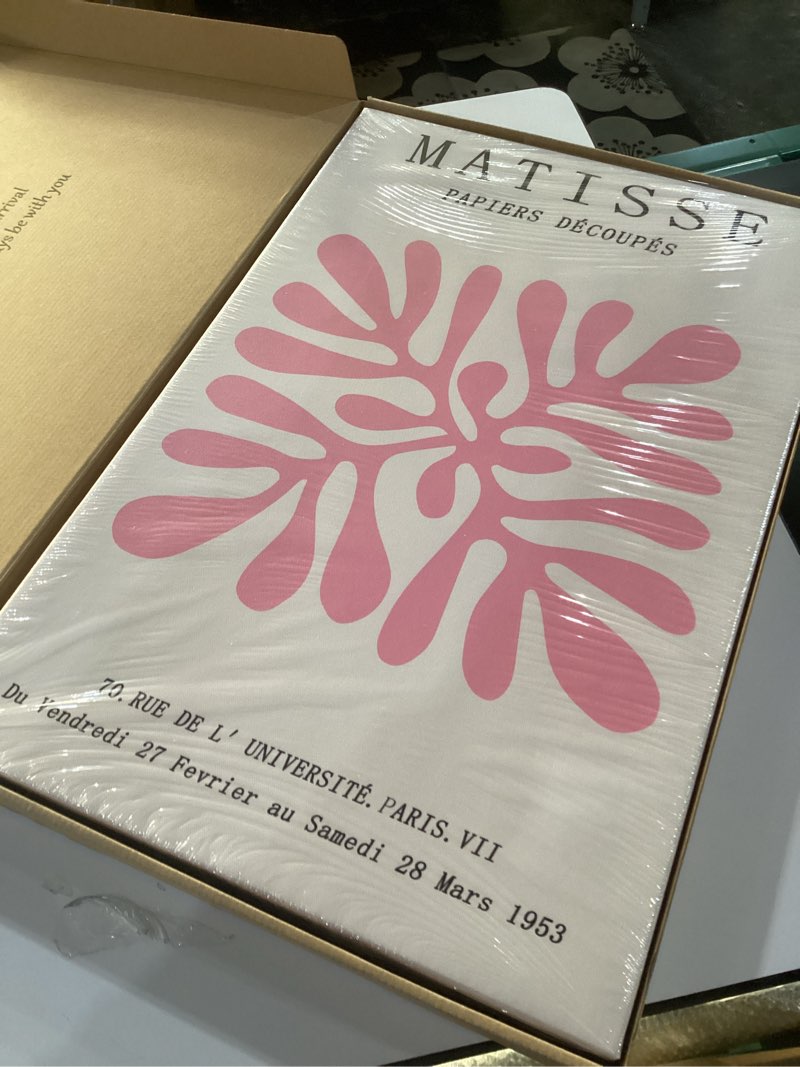 rrival
ys be with you
MATISSE
PAPIERS DÉCOUPÉS
70. RUE DE L' UNIVERSITÉ. PARIS. VII
Du Vendredi 27 Fevrier au Samedi 28 Mars 1953